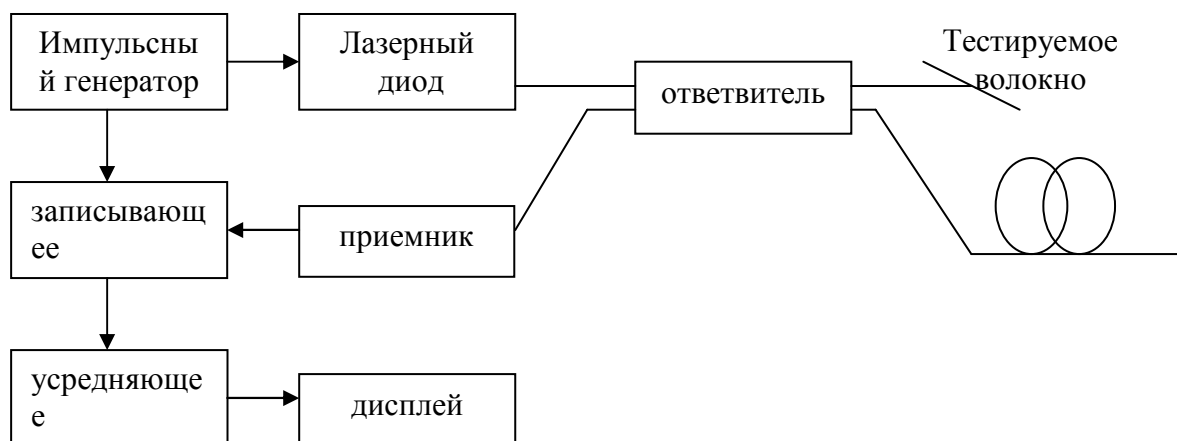 Импульсны
й генератор
Лазерный
диод
Тестируемое
волокно
ответвитель
записывающ
ее
приемник
усредняюще
е
дисплей